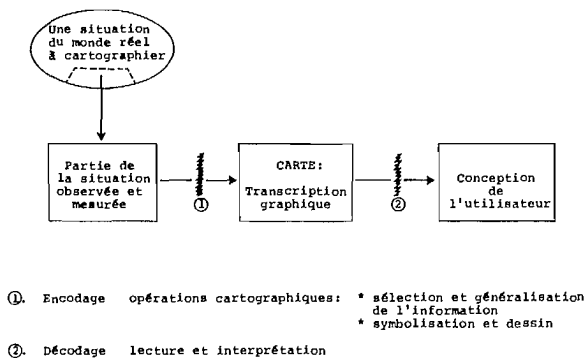 Une situation
du monde réel
à cartographier
Partie de
la situation
observée et
mesurée
①
CARTE:
Transcription
graphique
②
Conception
de
l'utilisateur
①. Encodage opérations cartographiques: * sélection et généralisation
de l'information
* symbolisation et dessin
②. Décodage lecture et interprétation